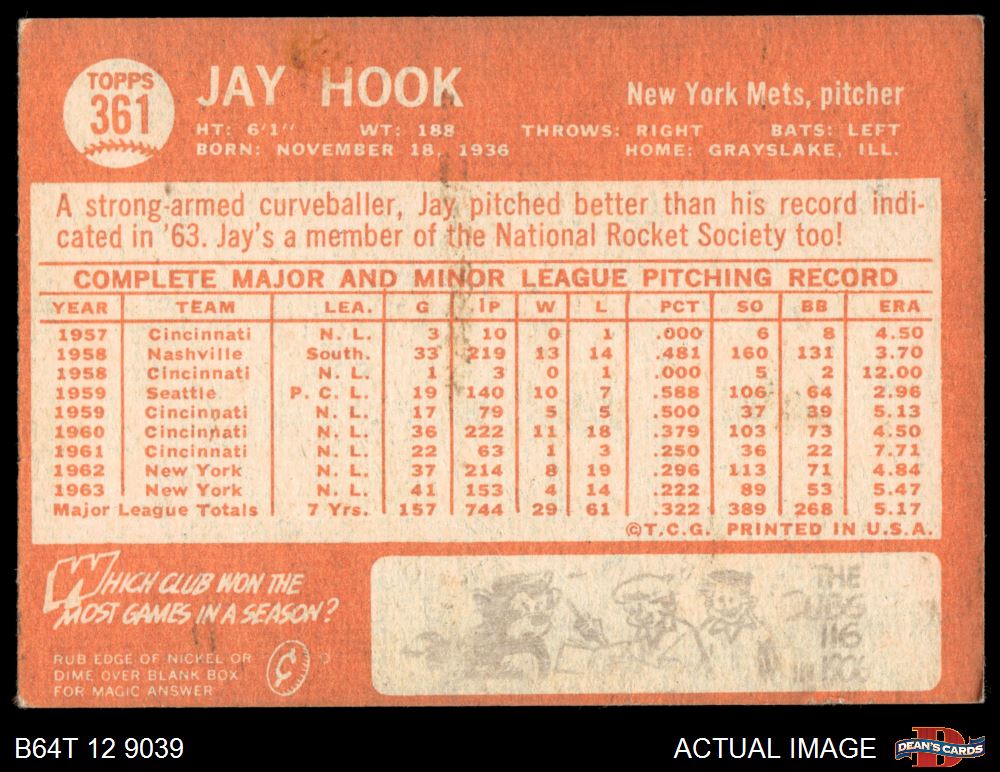 TOPPS
361
JAY HOOK
New York Mets, pitcher
HT: 6'1" WT: 188 THROWS: RIGHT BATS: LEFT
BORN: NOVEMBER 18, 1936 HOME: GRAYSLAKE, ILL.
A strong-armed curveballer, Jay pitched better than his record indi-
cated in '63. Jay's a member of the National Rocket Society too!
COMPLETE MAJOR AND MINOR LEAGUE PITCHING RECORD
YEAR TEAM LEA. G IP W L PCT SO BB ERA
1957 Cincinnati N. L. 3 10 0 1 .000 6 8 4.50
1958 Nashville South. 33 219 13 14 .481 160 131 3.70
1958 Cincinnati N. L. 1 3 0 1 .000 5 2 12.00
1959 Seattle P. C. L. 19 140 10 7 .588 106 64 2.96
1959 Cincinnati N. L. 17 79 5 5 .500 37 39 5.13
1960 Cincinnati N. L. 36 222 11 18 .379 103 73 4.50
1961 Cincinnati N. L. 22 63 1 3 .250 36 22 7.71
1962 New York N. L. 37 214 8 19 .296 113 71 4.84
1963 New York N. L. 41 153 4 14 .222 89 53 5.47
Major League Totals 7 Yrs. 157 744 29 61 .322 389 268 5.17
©T.C.G. PRINTED IN U.S.A.
WHICH CLUB WON THE
MOST GAMES IN A SEASON?
RUB EDGE OF NICKEL OR
DIME OVER BLANK BOX
FOR MAGIC ANSWER
THE
116
IN
B64T 12 9039
ACTUAL IMAGE
DEAN'S CARDS